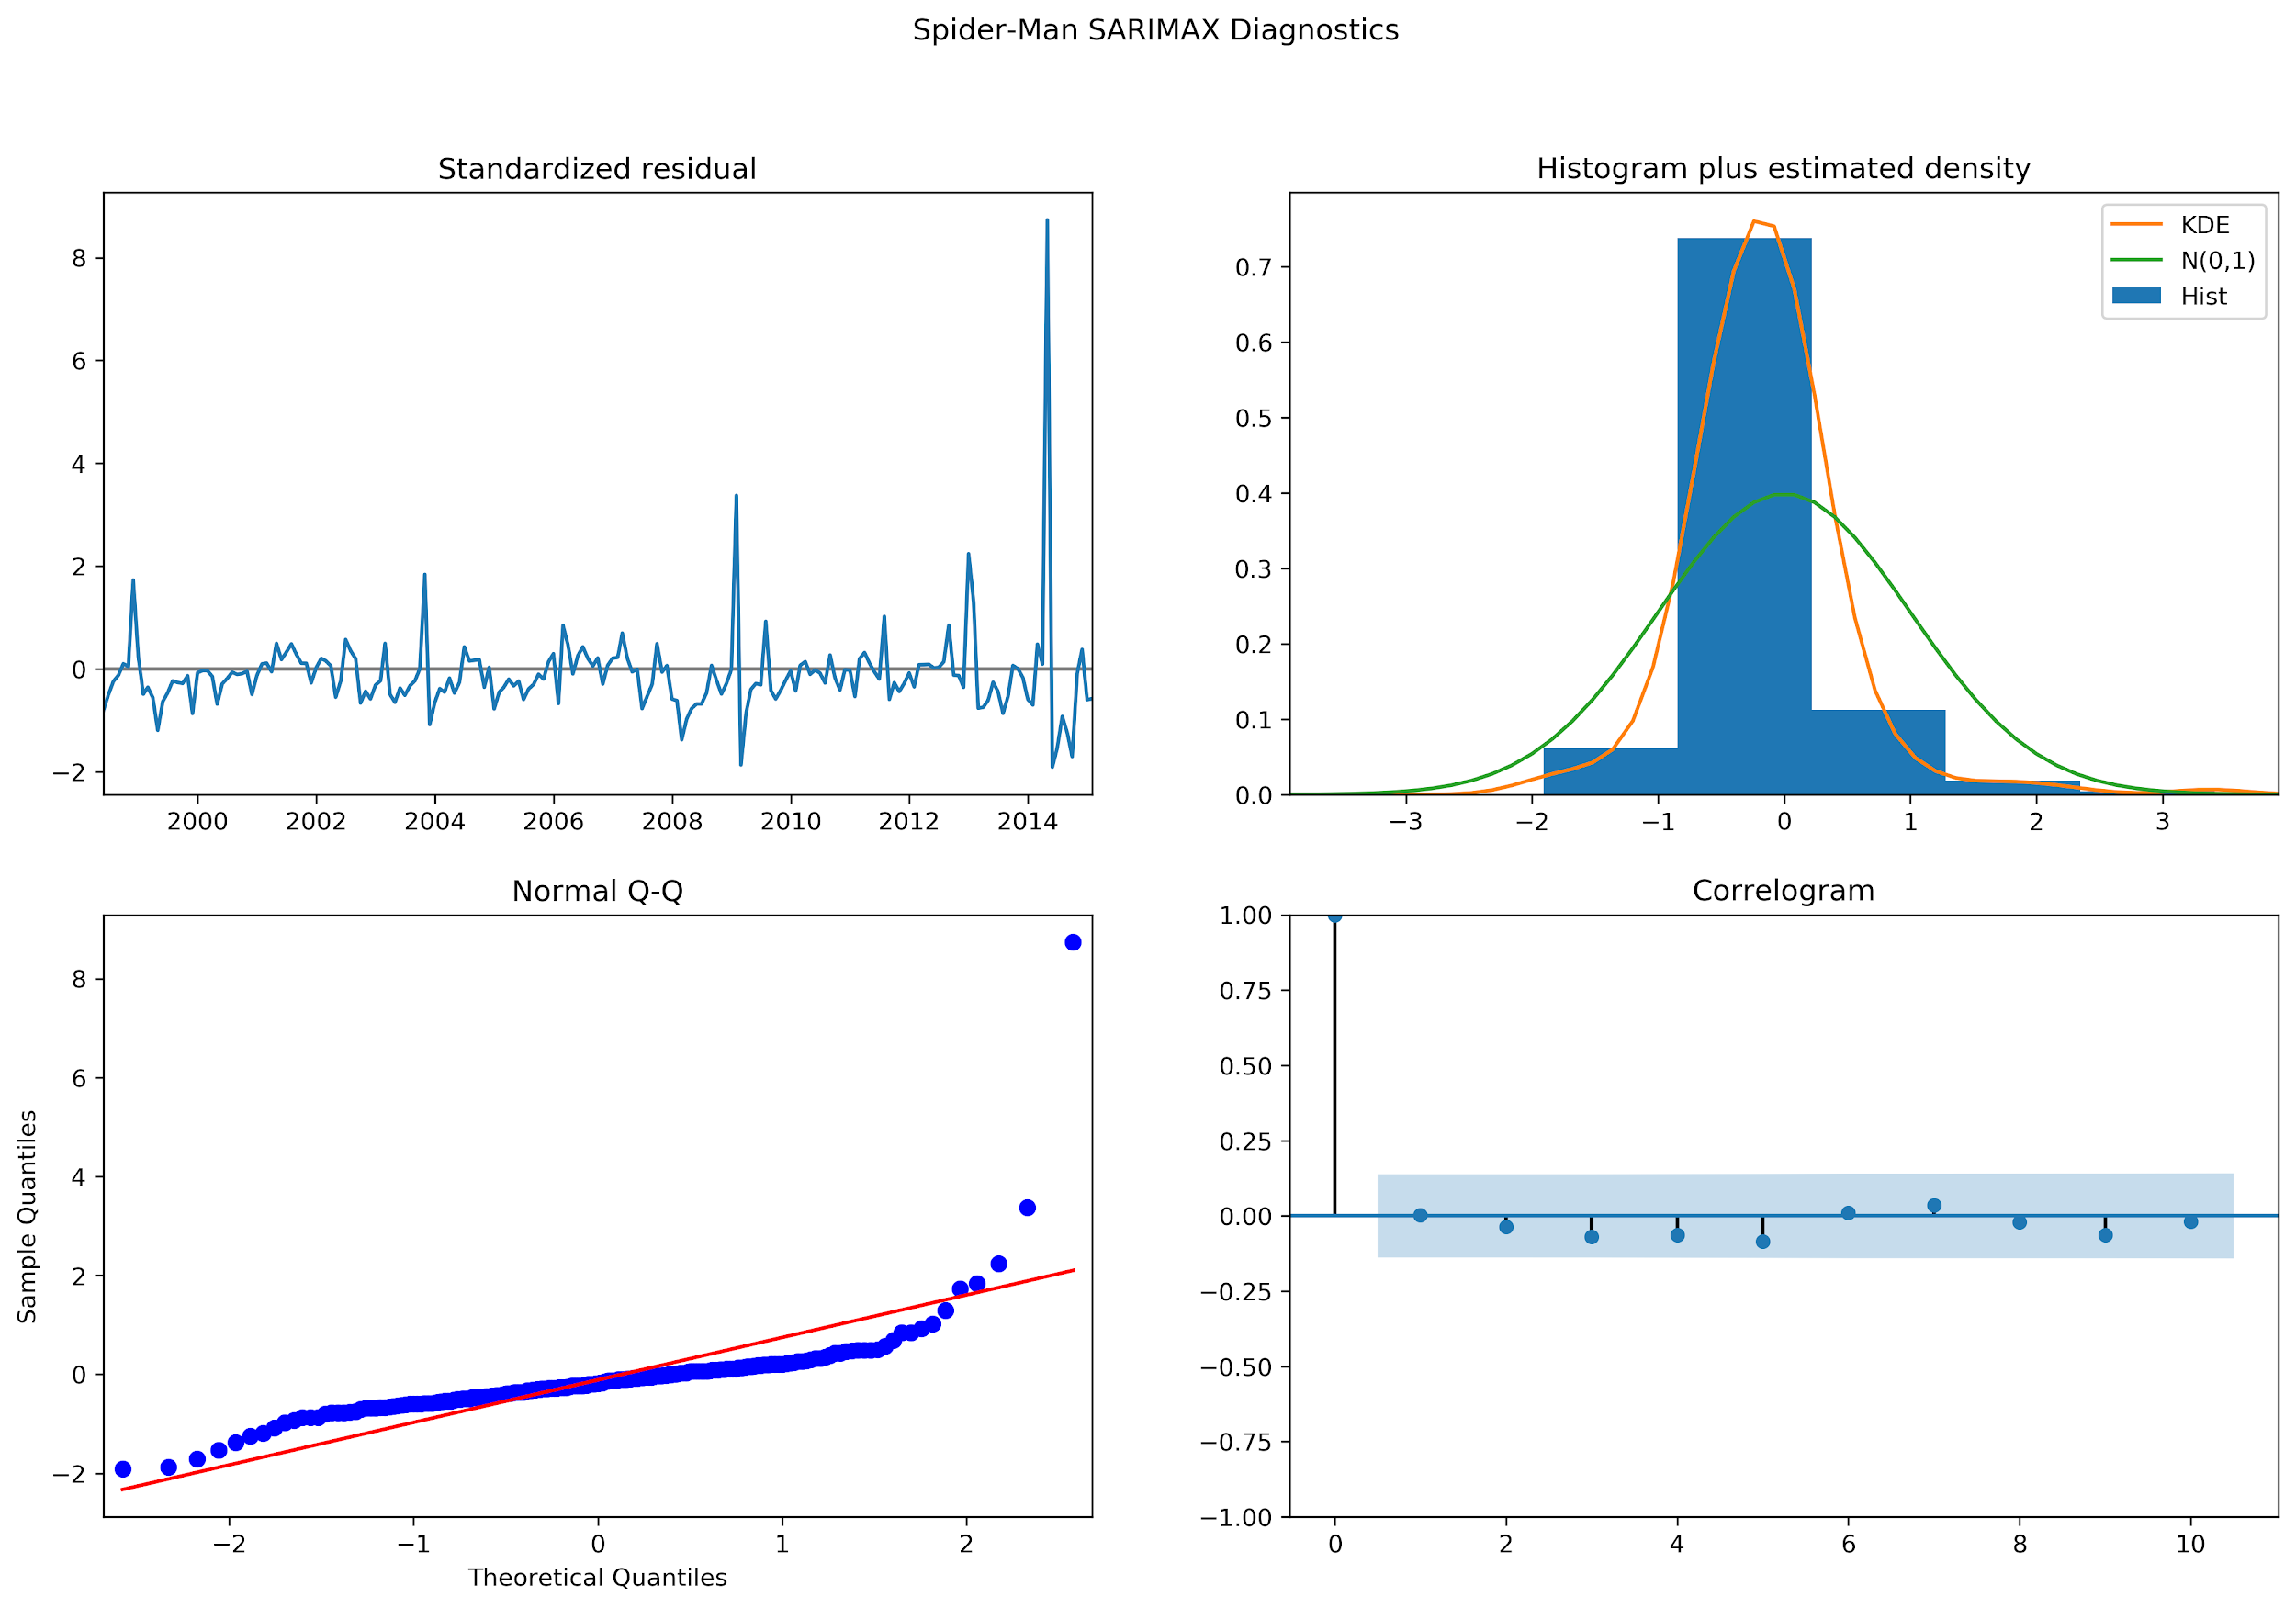 Spider-Man SARIMAX Diagnostics
Standardized residual
8
6
4
2
0
−2
2000 2002 2004 2006 2008 2010 2012 2014
Histogram plus estimated density
KDE
N(0,1)
Hist
0.7
0.6
0.5
0.4
0.3
0.2
0.1
0.0
−3 −2 −1 0 1 2 3
Normal Q-Q
Sample Quantiles
8
6
4
2
0
−2
−2 −1 0 1 2
Theoretical Quantiles
Correlogram
1.00
0.75
0.50
0.25
0.00
−0.25
−0.50
−0.75
−1.00
0 2 4 6 8 10